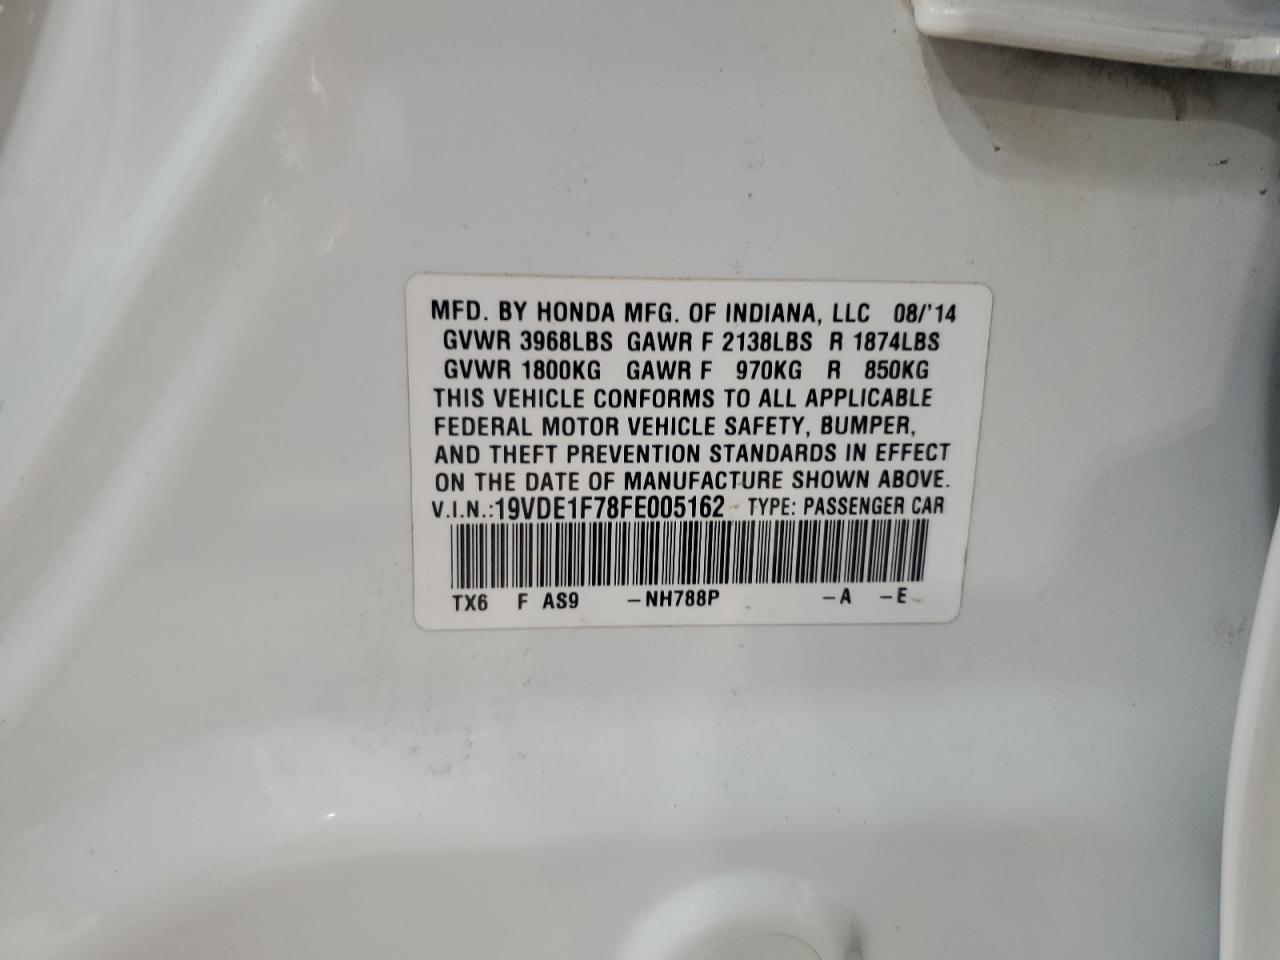 MFD. BY HONDA MFG. OF INDIANA, LLC 08/'14
GVWR 3968LBS GAWR F 2138LBS R 1874LBS
GVWR 1800KG GAWR F 970KG R 850KG
THIS VEHICLE CONFORMS TO ALL APPLICABLE
FEDERAL MOTOR VEHICLE SAFETY, BUMPER,
AND THEFT PREVENTION STANDARDS IN EFFECT
ON THE DATE OF MANUFACTURE SHOWN ABOVE.
V.I.N.:19VDE1F78FE005162 TYPE: PASSENGER CAR
TX6 F AS9 -NH788P -A -E